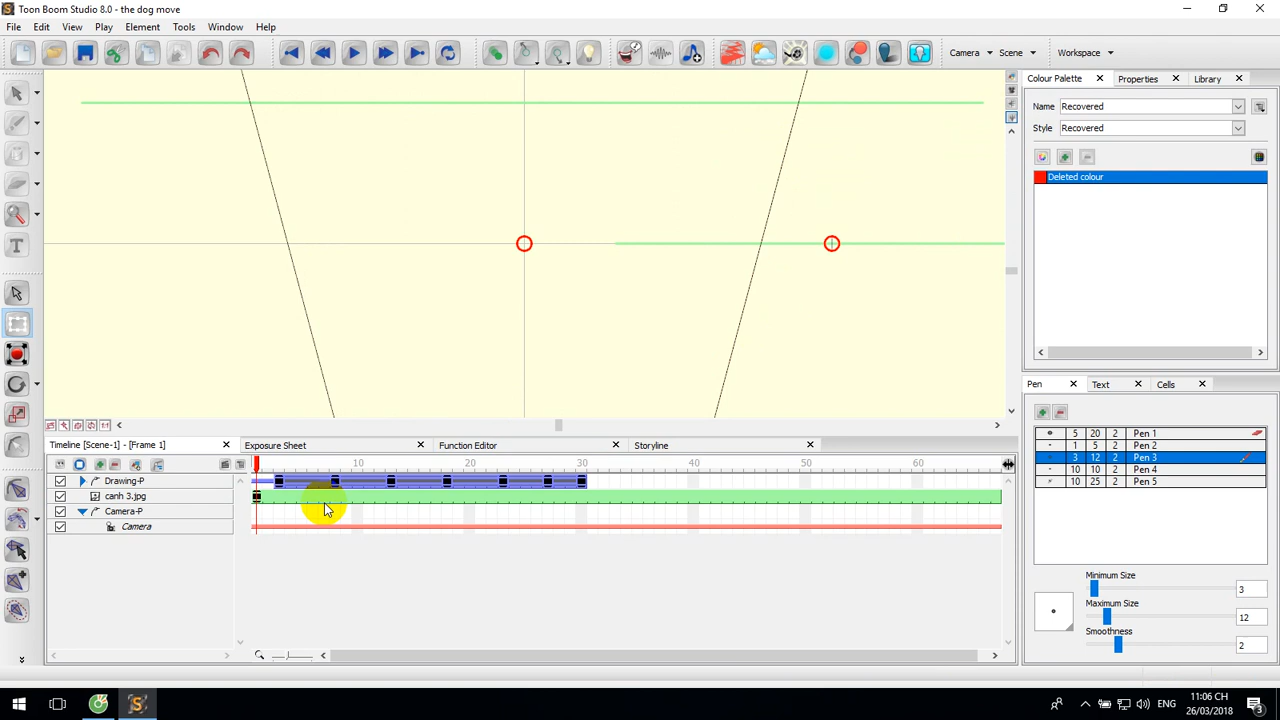 Toon Boom Studio 8.0 - the dog move
File Edit View Play Element Tools Window Help
Camera Scene Workspace
Colour Palette Properties Library
Name Recovered
Style Recovered
Deleted colour
Pen Text Cells
5 20 2 Pen 1
1 5 2 Pen 2
3 12 2 Pen 3
10 10 2 Pen 4
10 25 2 Pen 5
Minimum Size
3
Maximum Size
12
Smoothness
2
Timeline [Scene-1] - [Frame 1] Exposure Sheet Function Editor Storyline
10 20 30 40 50 60
Drawing-P
canh 3.jpg
Camera-P
Camera
ENG
11:06 CH
26/03/2018
3